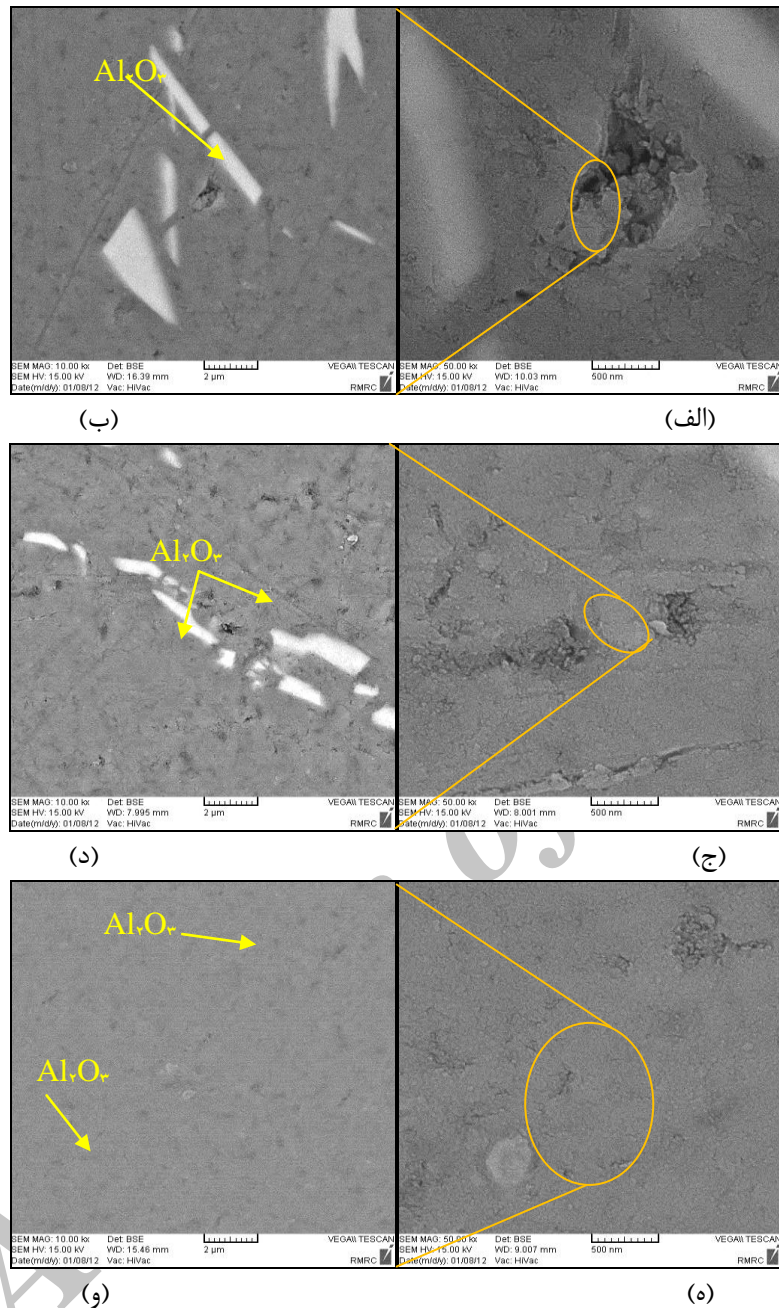 Al۲O۳
SEM MAG: 10.00 kx Det: BSE
SEM HV: 15.00 kV WD: 16.39 mm 2 µm VEGA\\ TESCAN
Date(m/d/y): 01/08/12 Vac: HiVac RMRC
SEM MAG: 50.00 kx Det: BSE
SEM HV: 15.00 kV WD: 10.03 mm 500 nm VEGA\\ TESCAN
Date(m/d/y): 01/08/12 Vac: HiVac RMRC
(الف)
(ب)
Al۲O۳
SEM MAG: 10.00 kx Det: BSE
SEM HV: 15.00 kV WD: 7.995 mm 2 µm VEGA\\ TESCAN
Date(m/d/y): 01/08/12 Vac: HiVac RMRC
SEM MAG: 50.00 kx Det: BSE
SEM HV: 15.00 kV WD: 8.001 mm 500 nm VEGA\\ TESCAN
Date(m/d/y): 01/08/12 Vac: HiVac RMRC
(ج)
(د)
Al۲O۳
Al۲O۳
SEM MAG: 10.00 kx Det: BSE
SEM HV: 15.00 kV WD: 15.46 mm 2 µm VEGA\\ TESCAN
Date(m/d/y): 01/08/12 Vac: HiVac RMRC
SEM MAG: 50.00 kx Det: BSE
SEM HV: 15.00 kV WD: 9.007 mm 500 nm VEGA\\ TESCAN
Date(m/d/y): 01/08/12 Vac: HiVac RMRC
(ه)
(و)